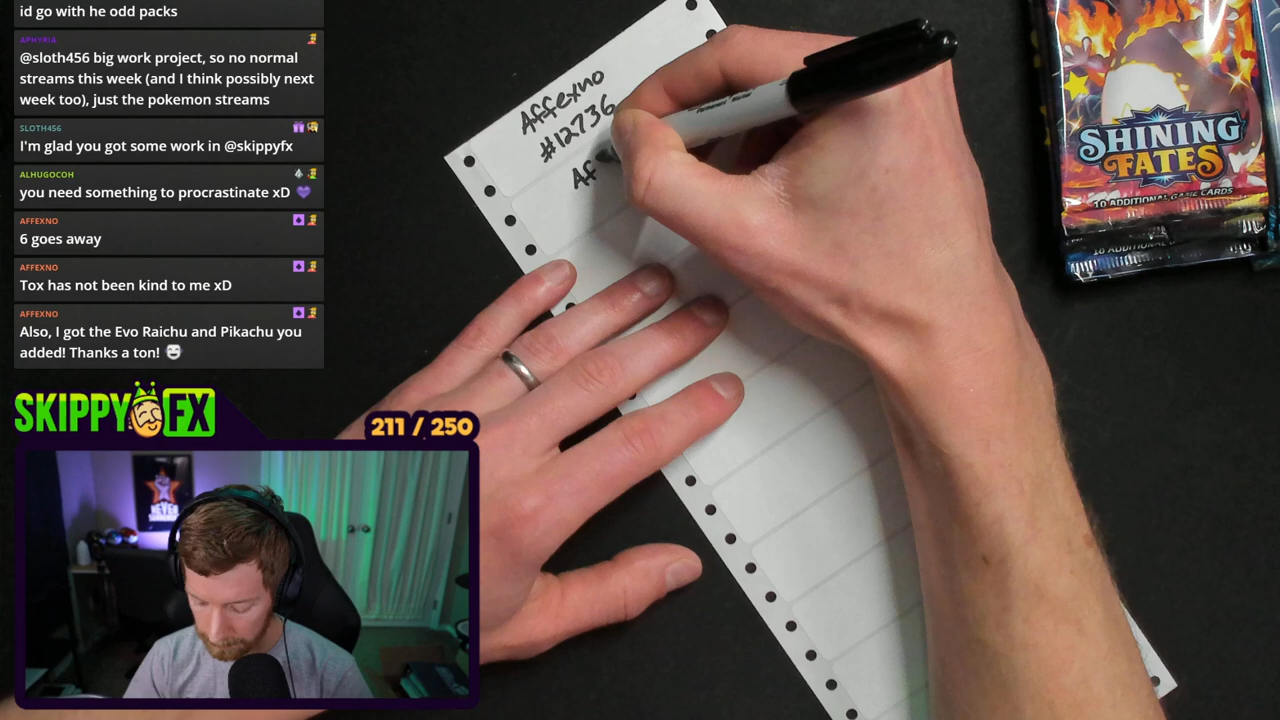 id go with he odd packs
APHYRIA
@sloth456 big work project, so no normal
streams this week (and I think possibly next
week too), just the pokemon streams
SLOTH456
I'm glad you got some work in @skippyfx
ALHUGOCOH
you need something to procrastinate xD
AFFEXNO
6 goes away
AFFEXNO
Tox has not been kind to me xD
AFFEXNO
Also, I got the Evo Raichu and Pikachu you
added! Thanks a ton!
SKIPPY FX
211 / 250
Affexno
#12736
Af
SHINING
FATES
10 ADDITIONAL GAME CARDS
10 ADDITIONAL
NEVER